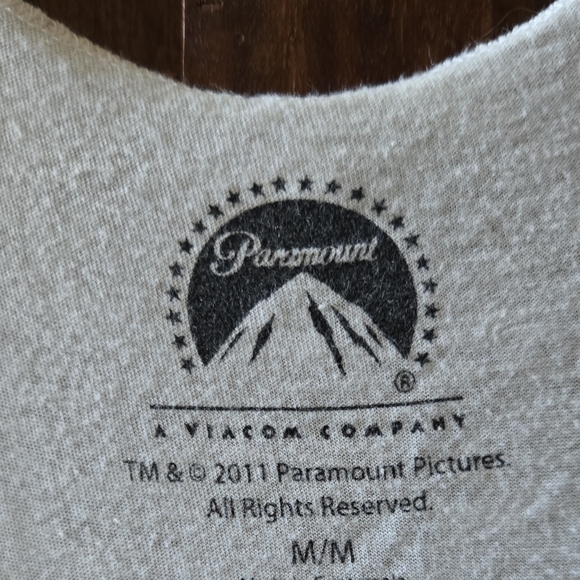 Paramount
®
A VIACOM COMPANY
TM & © 2011 Paramount Pictures.
All Rights Reserved.
M/M